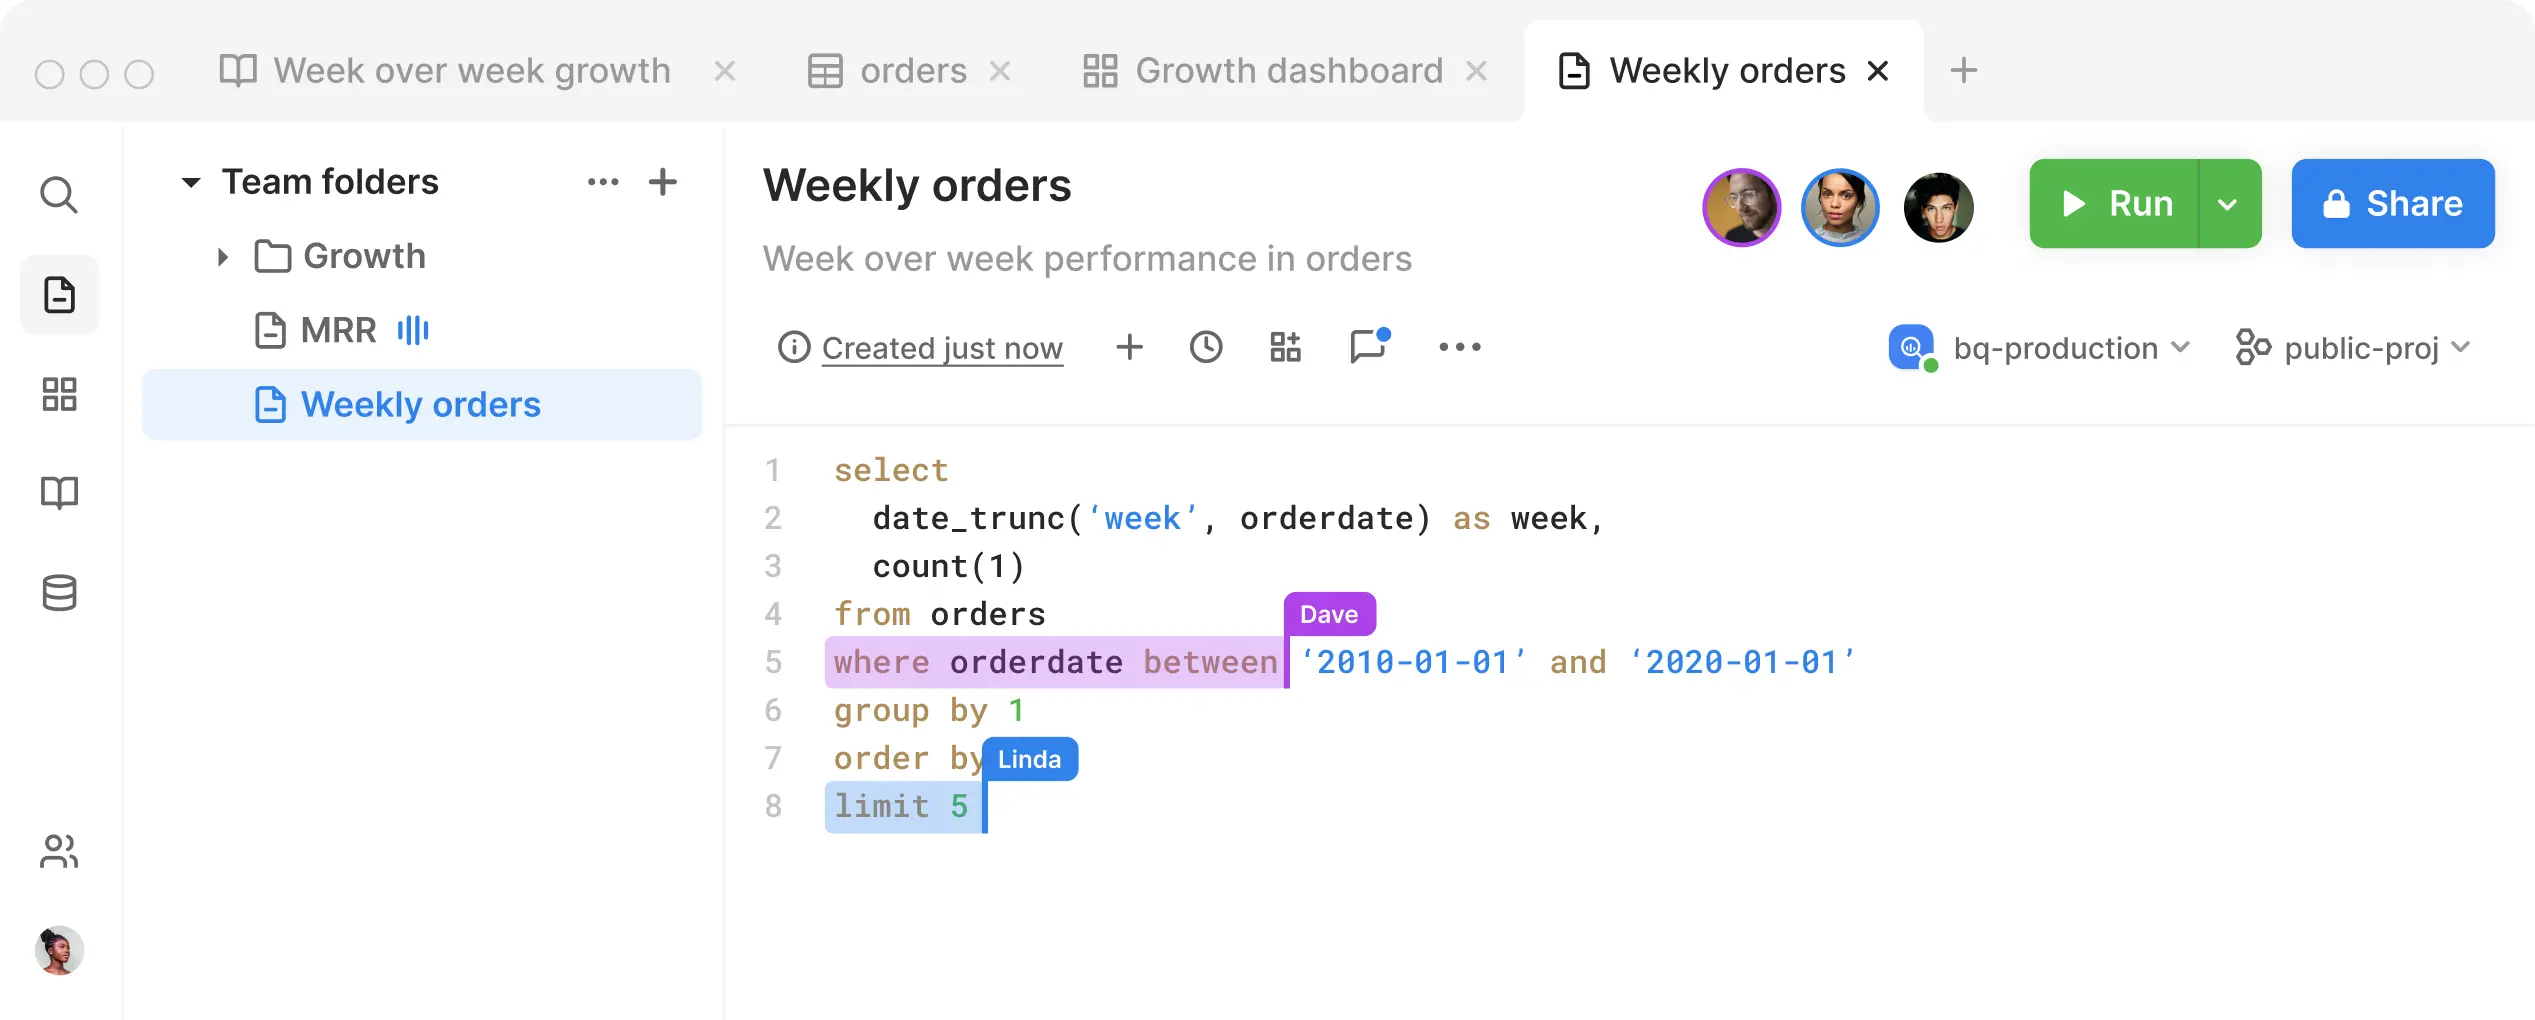 Week over week growth
orders
Growth dashboard
Weekly orders
Team folders
Growth
MRR
Weekly orders
Weekly orders
Week over week performance in orders
Run
Share
Created just now
bq-production
public-proj
1 select
2 date_trunc(‘week’, orderdate) as week,
3 count(1)
4 from orders
Dave
5 where orderdate between ‘2010-01-01’ and ‘2020-01-01’
6 group by 1
7 order by
Linda
8 limit 5